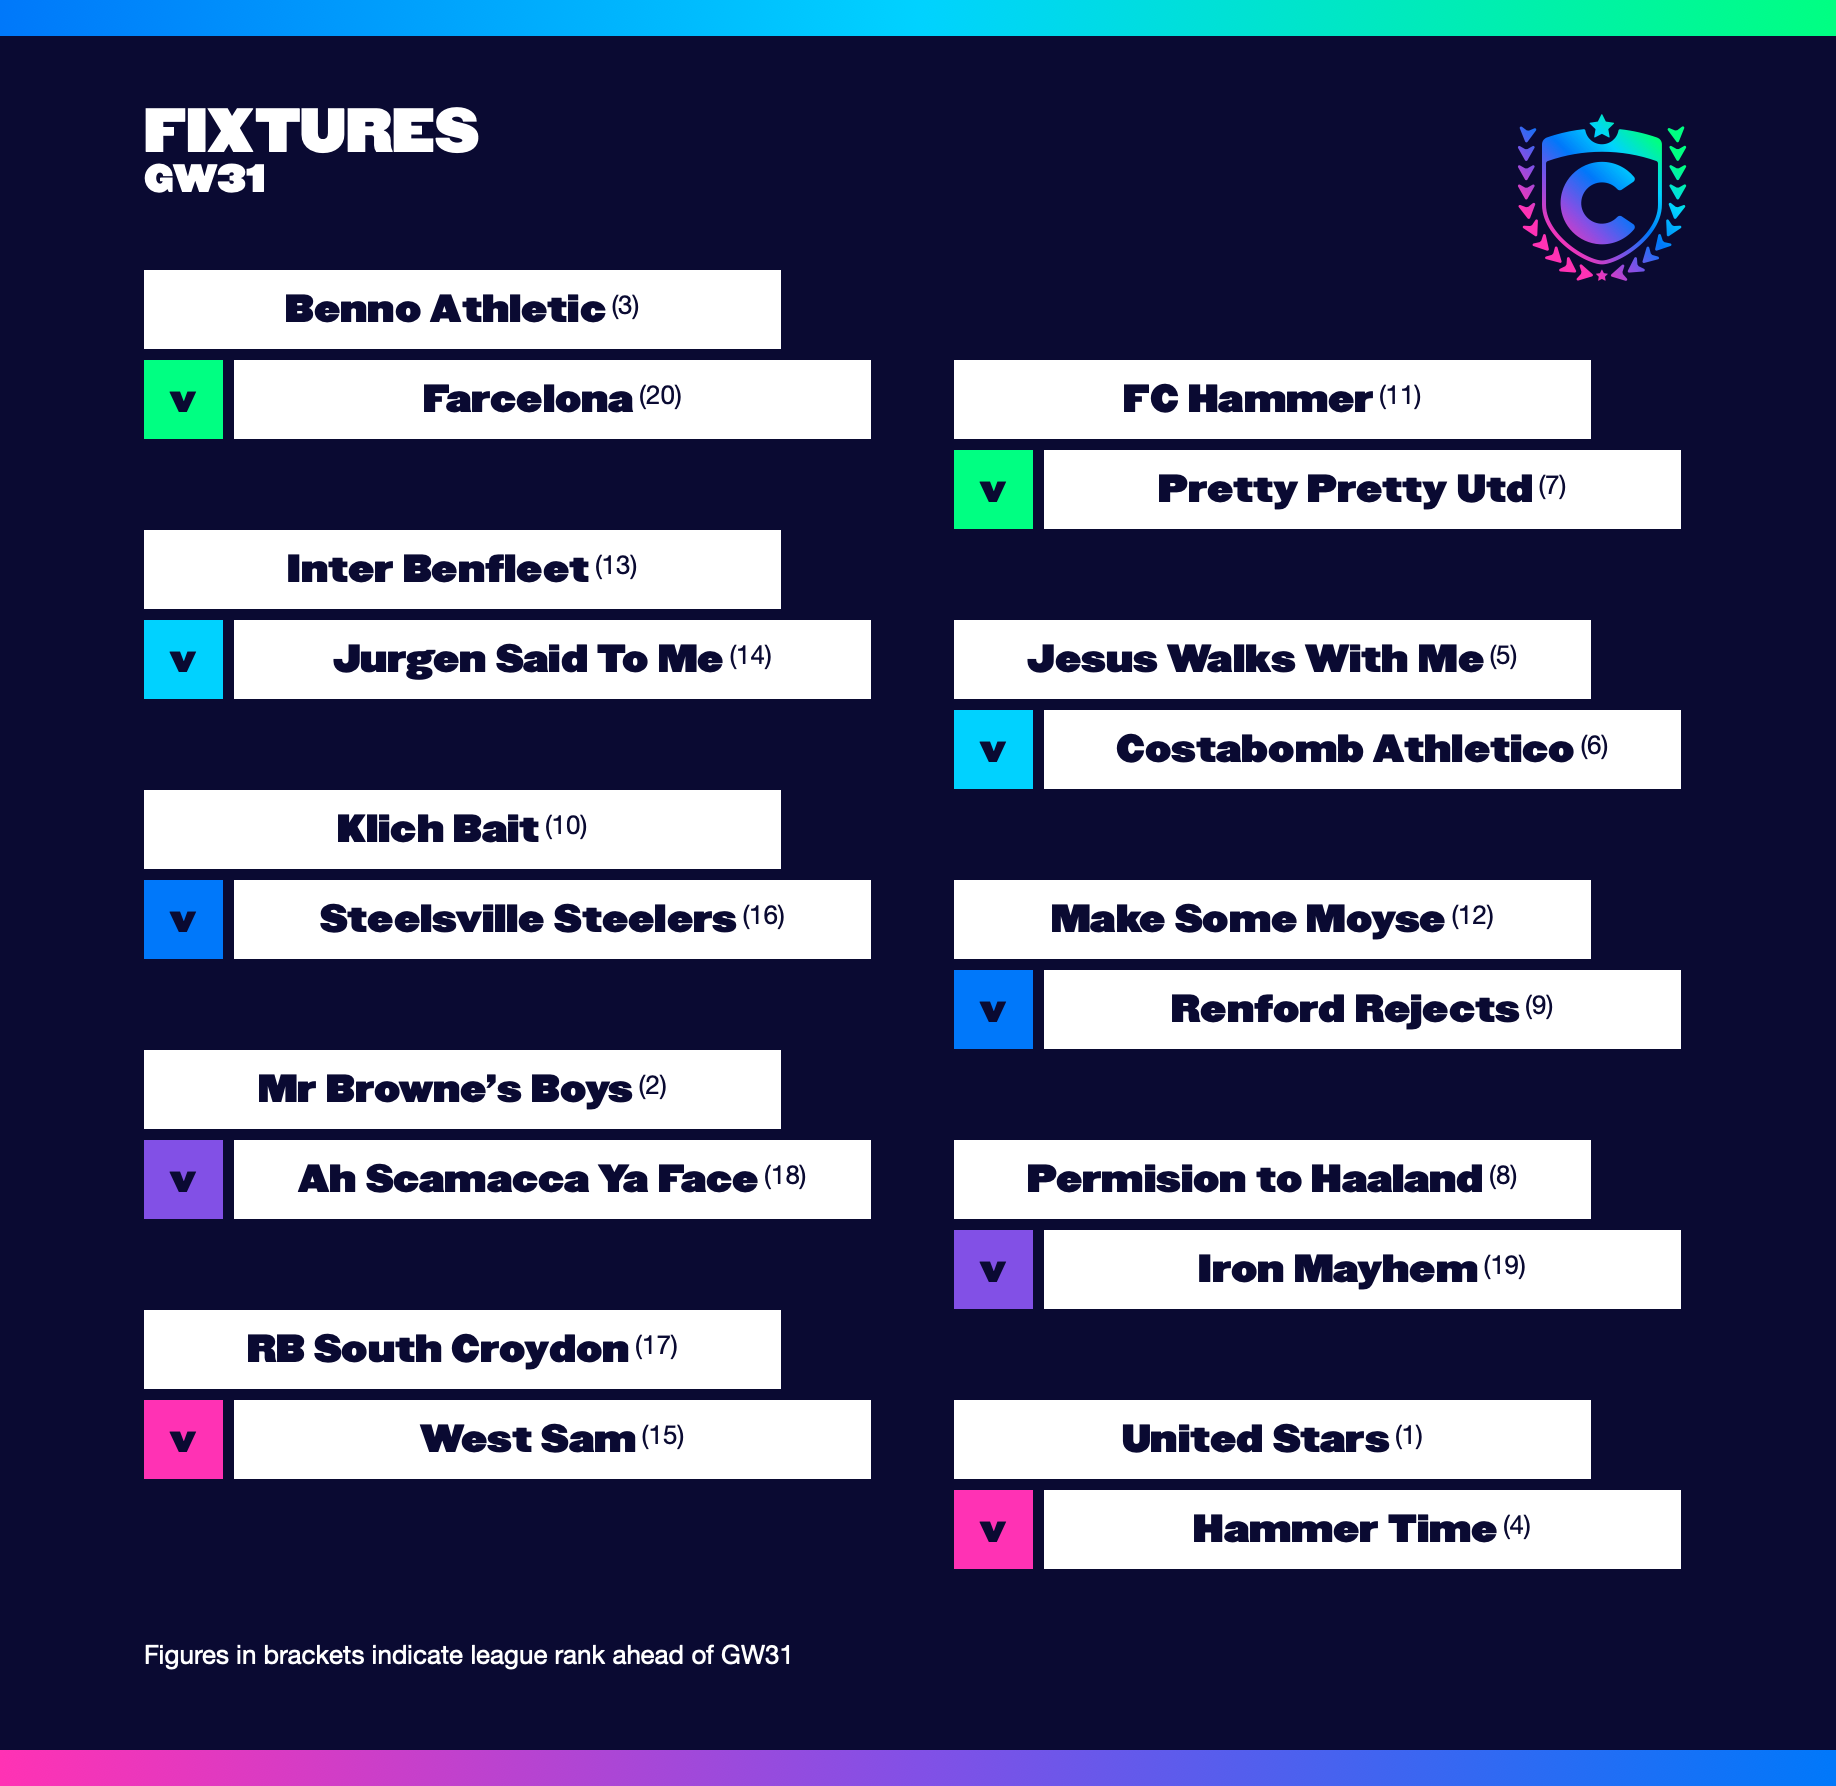 FIXTURES
GW31
Benno Athletic (3)
v Farcelona (20)
Inter Benfleet (13)
v Jurgen Said To Me (14)
Klich Bait (10)
v Steelsville Steelers (16)
Mr Browne’s Boys (2)
v Ah Scamacca Ya Face (18)
RB South Croydon (17)
v West Sam (15)
C
FC Hammer (11)
v Pretty Pretty Utd (7)
Jesus Walks With Me (5)
v Costabomb Athletico (6)
Make Some Moyse (12)
v Renford Rejects (9)
Permision to Haaland (8)
v Iron Mayhem (19)
United Stars (1)
v Hammer Time (4)
Figures in brackets indicate league rank ahead of GW31